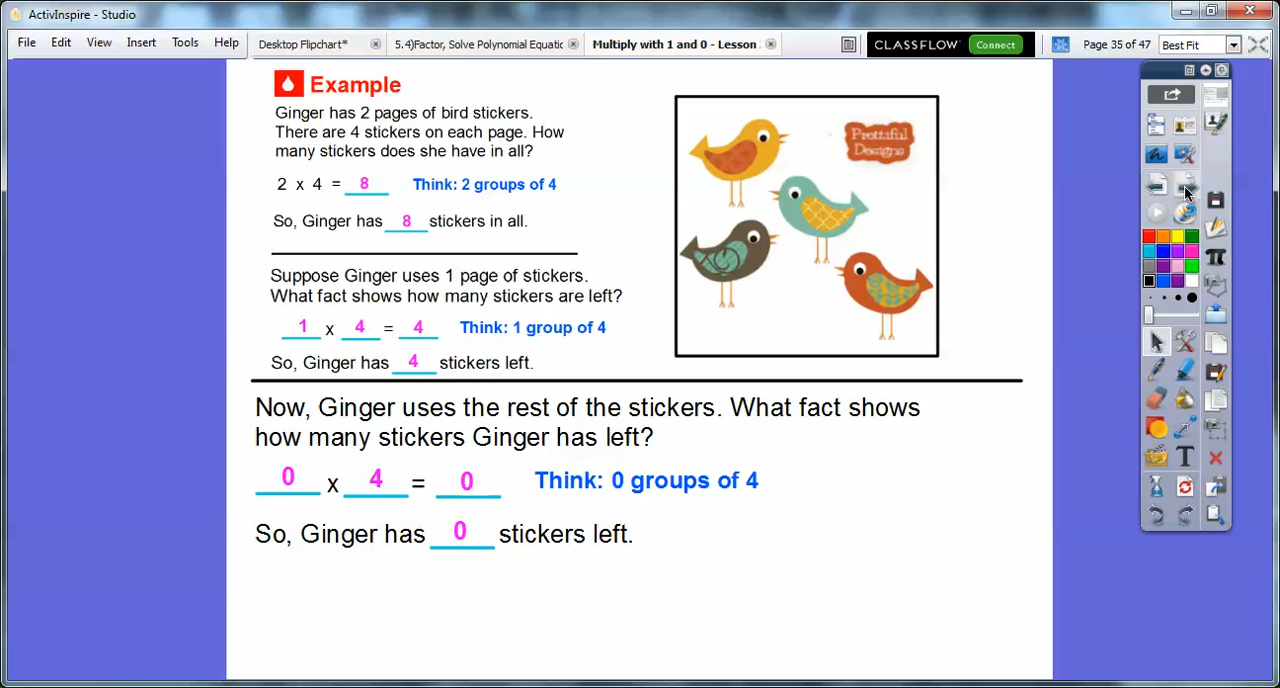 ActivInspire - Studio
File Edit View Insert Tools Help
Desktop Flipchart*
5.4)Factor, Solve Polynomial Equatic
Multiply with 1 and 0 - Lesson
CLASSFLOW Connect
Page 35 of 47
Best Fit
Example
Ginger has 2 pages of bird stickers.
There are 4 stickers on each page. How
many stickers does she have in all?
2 x 4 = 8 Think: 2 groups of 4
So, Ginger has 8 stickers in all.
Suppose Ginger uses 1 page of stickers.
What fact shows how many stickers are left?
1 x 4 = 4 Think: 1 group of 4
So, Ginger has 4 stickers left.
Prettiful
Designs
Now, Ginger uses the rest of the stickers. What fact shows
how many stickers Ginger has left?
0 x 4 = 0 Think: 0 groups of 4
So, Ginger has 0 stickers left.